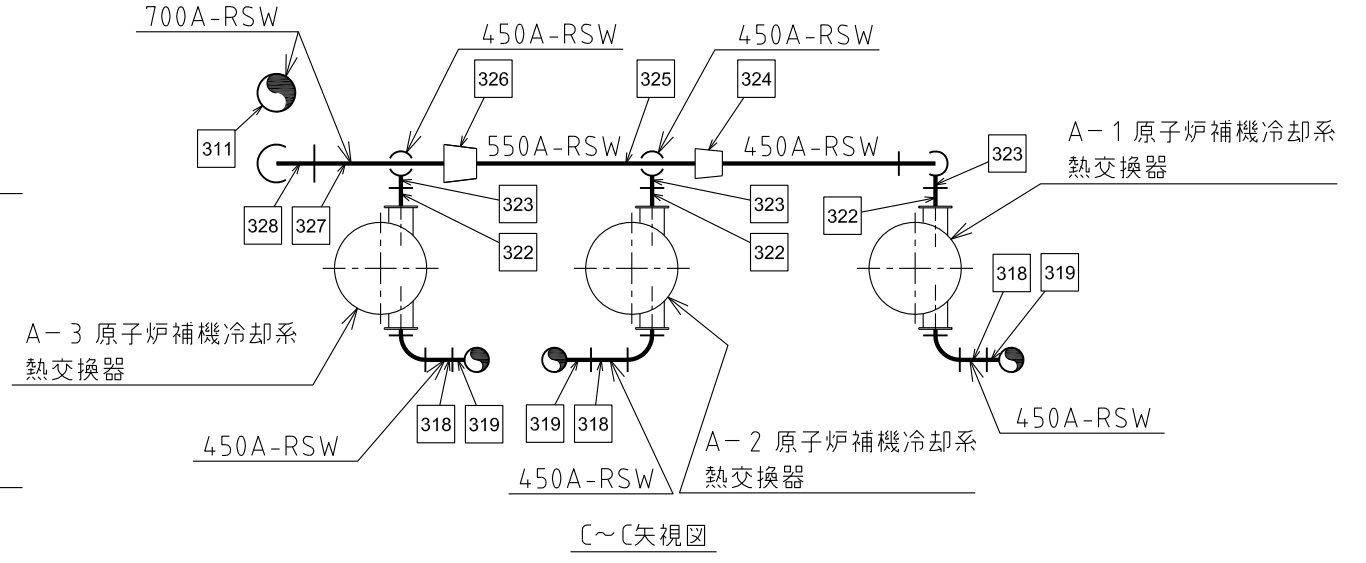 700A-RSW
450A-RSW
450A-RSW
326
325
324
311
550A-RSW
450A-RSW
A-1 原子炉補機冷却系
熱交換器
323
328
327
323
322
323
322
322
318
319
A-3 原子炉補機冷却系
熱交換器
318
319
319
318
450A-RSW
450A-RSW
A-2 原子炉補機冷却系
熱交換器
450A-RSW
C～C矢視図